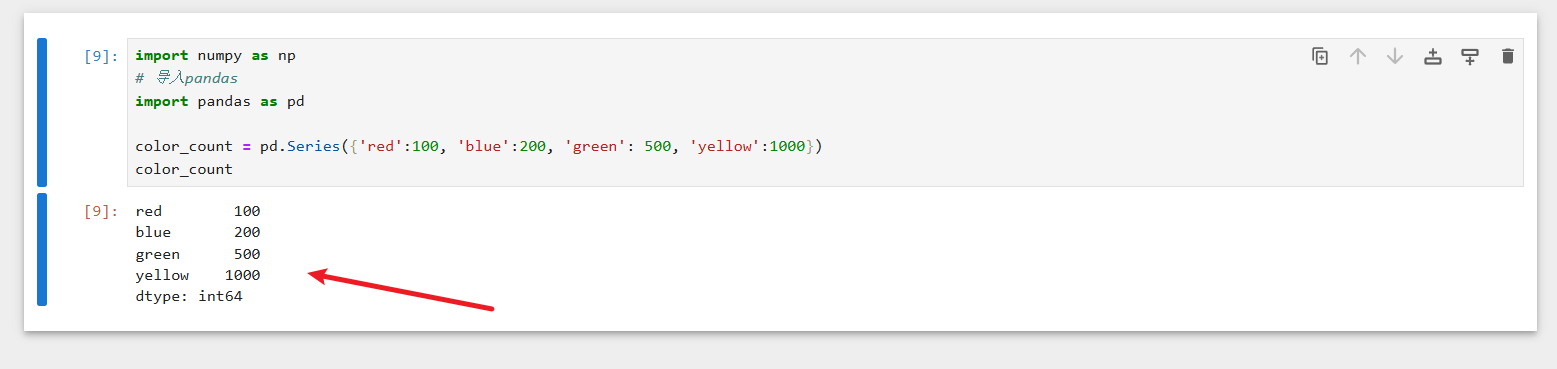 [9]: import numpy as np
# 导入pandas
import pandas as pd
color_count = pd.Series({'red':100, 'blue':200, 'green': 500, 'yellow':1000})
color_count
[9]: red        100
blue       200
green      500
yellow    1000
dtype: int64